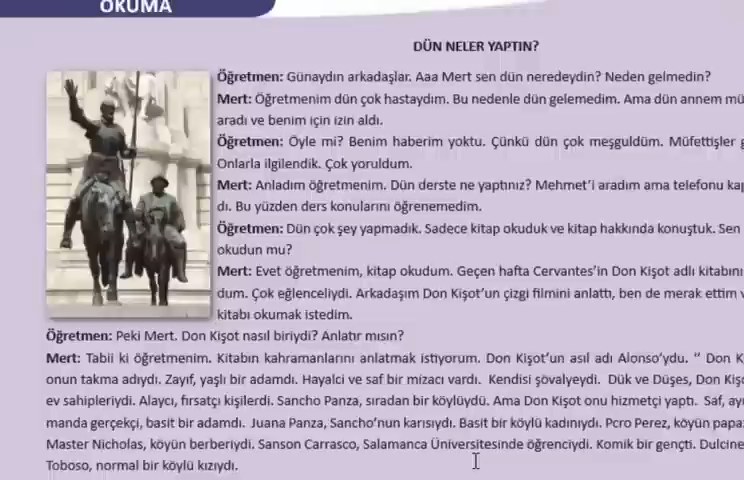 OKUMA
DÜN NELER YAPTIN?
Öğretmen: Günaydın arkadaşlar. Aaa Mert sen dün neredeydin? Neden gelmedin?
Mert: Öğretmenim dün çok hastaydım. Bu nedenle dün gelemedim. Ama dün annem mü
aradı ve benim için izin aldı.
Öğretmen: Öyle mi? Benim haberim yoktu. Çünkü dün çok meşguldüm. Müfettişler g
Onlarla ilgilendik. Çok yoruldum.
Mert: Anladım öğretmenim. Dün derste ne yaptınız? Mehmet'i aradım ama telefonu kap
dı. Bu yüzden ders konularını öğrenemedim.
Öğretmen: Dün çok şey yapmadık. Sadece kitap okuduk ve kitap hakkında konuştuk. Sen
okudun mu?
Mert: Evet öğretmenim, kitap okudum. Geçen hafta Cervantes'in Don Kişot adlı kitabını
dum. Çok eğlenceliydi. Arkadaşım Don Kişot'un çizgi filmini anlattı, ben de merak ettim v
kitabı okumak istedim.
Öğretmen: Peki Mert. Don Kişot nasıl biriydi? Anlatır mısın?
Mert: Tabii ki öğretmenim. Kitabın kahramanlarını anlatmak istiyorum. Don Kişot'un asıl adı Alonso'ydu. " Don K
onun takma adıydı. Zayıf, yaşlı bir adamdı. Hayalci ve saf bir mizacı vardı. Kendisi şövalyeydi. Dük ve Düşes, Don Kişo
ev sahipleriydi. Alaycı, fırsatçı kişilerdi. Sancho Panza, sıradan bir köylüydü. Ama Don Kişot onu hizmetçi yaptı. Saf, ay
manda gerçekçi, basit bir adamdı. Juana Panza, Sancho'nun karısıydı. Basit bir köylü kadınıydı. Pcro Perez, köyün papa
Master Nicholas, köyün berberiydi. Sanson Carrasco, Salamanca Üniversitesinde öğrenciydi. Komik bir gençti. Dulcine
Toboso, normal bir köylü kızıydı.